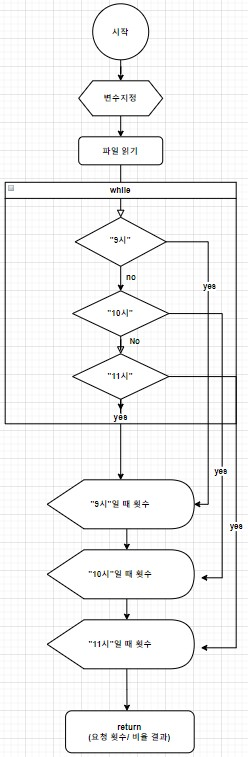 시작
변수지정
파일 읽기
while
"9시"
no
yes
"10시"
No
"11시"
yes
yes
"9시"일 때 횟수
yes
"10시"일 때 횟수
"11시"일 때 횟수
return
(요청 횟수/ 비율 결과)